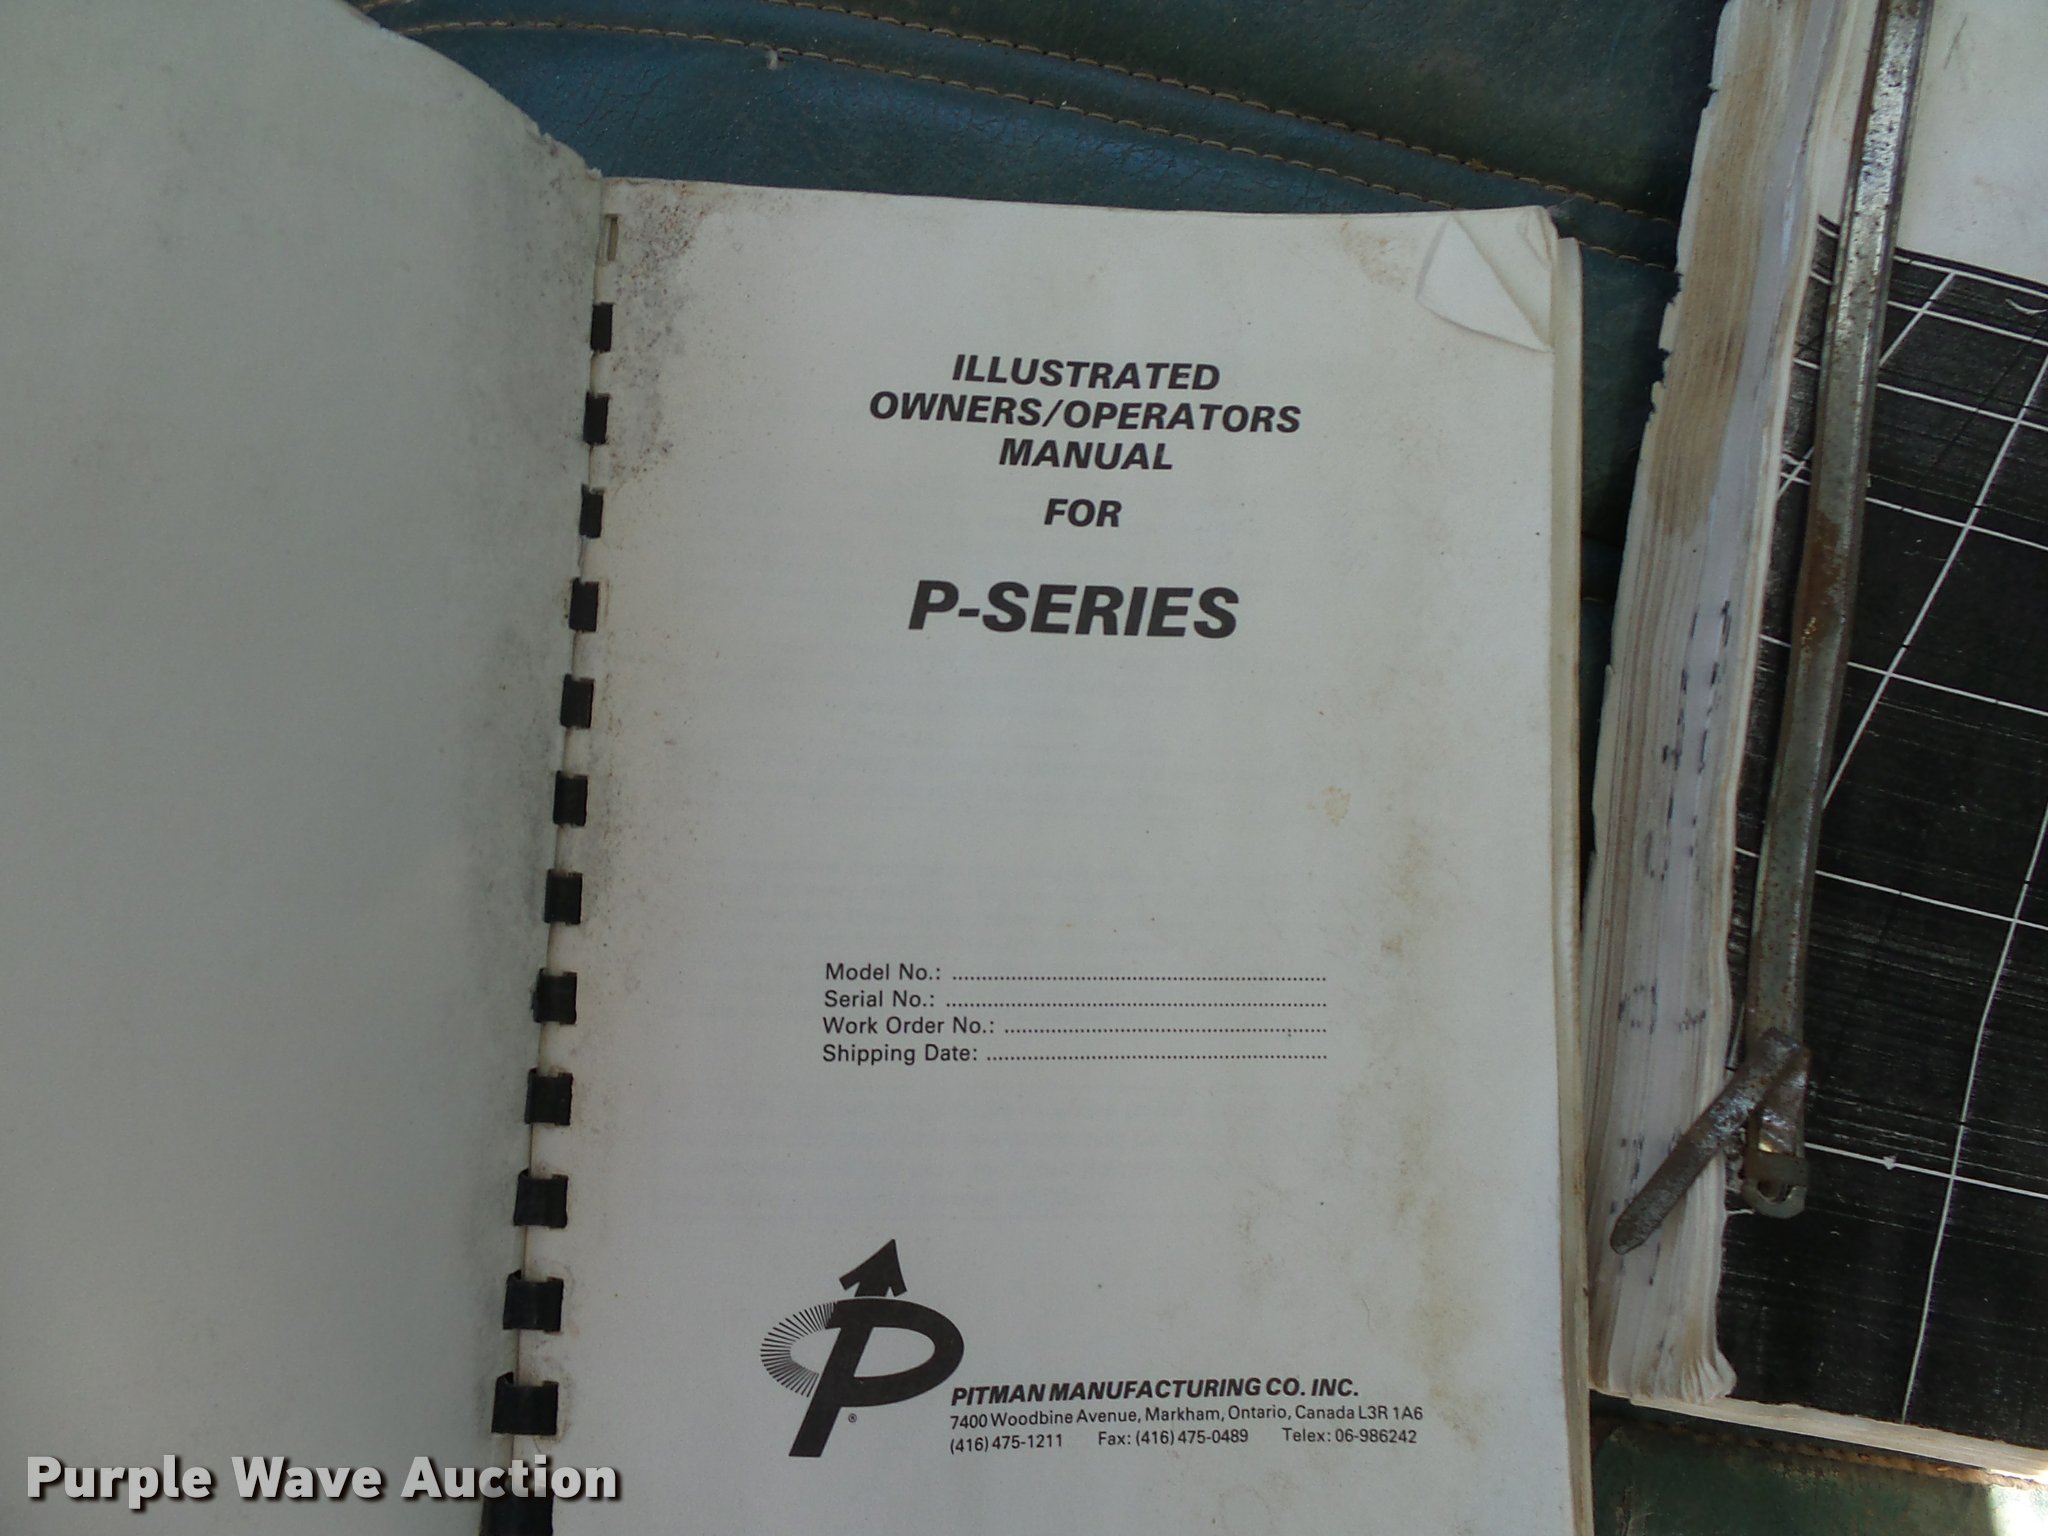 ILLUSTRATED
OWNERS/OPERATORS
MANUAL
FOR
P-SERIES
Model No.: ................................................................
Serial No.: .................................................................
Work Order No.: .......................................................
Shipping Date: ..........................................................
P
®
PITMAN MANUFACTURING CO. INC.
7400 Woodbine Avenue, Markham, Ontario, Canada L3R 1A6
(416) 475-1211 Fax: (416) 475-0489 Telex: 06-986242
Purple Wave Auction